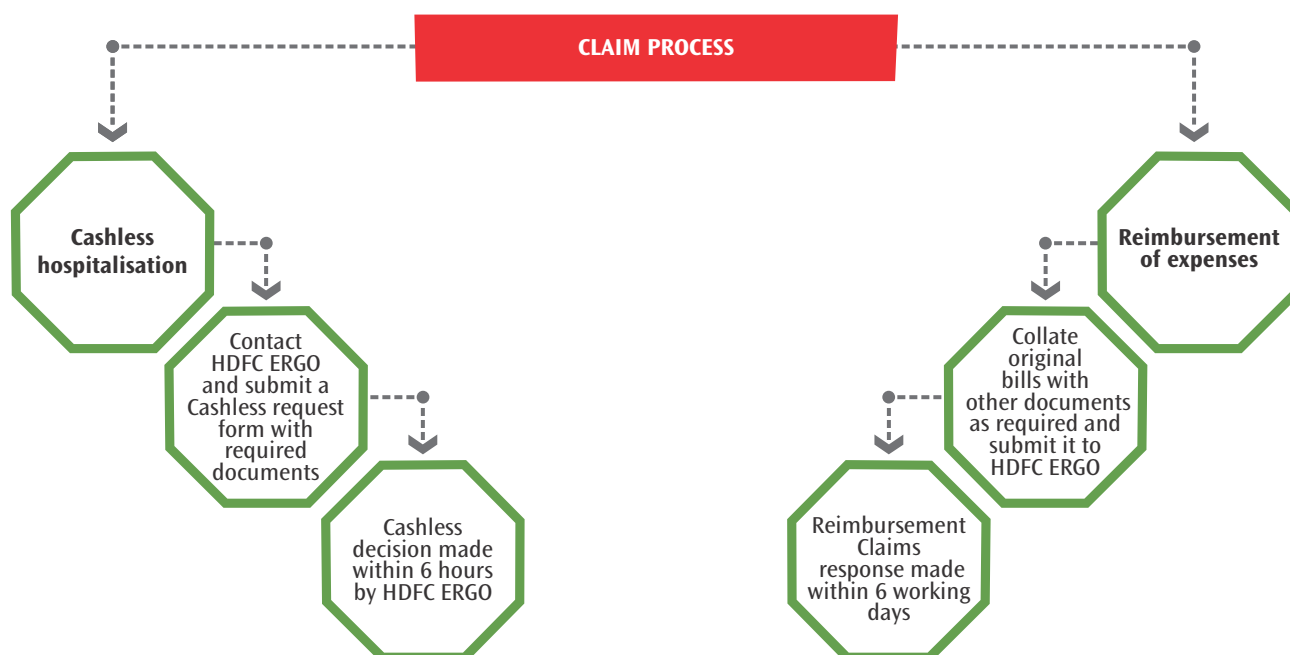 CLAIM PROCESS
Cashless
hospitalisation
Contact
HDFC ERGO
and submit a
Cashless request
form with
required
documents
Cashless
decision made
within 6 hours
by HDFC ERGO
Reimbursement
of expenses
Collate
original
bills with
other documents
as required and
submit it to
HDFC ERGO
Reimbursement
Claims
response made
within 6 working
days